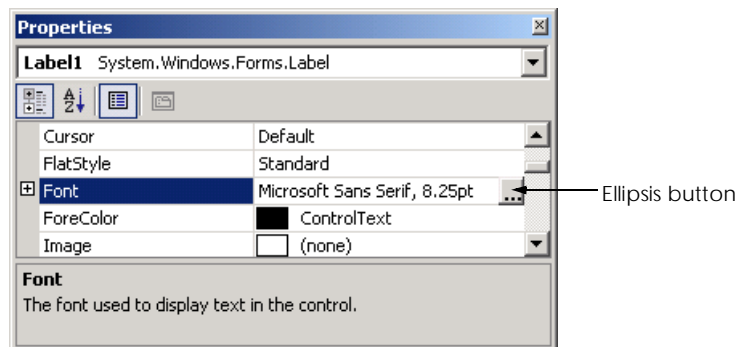 Properties
Label1 System.Windows.Forms.Label
Cursor Default
FlatStyle Standard
Font Microsoft Sans Serif, 8.25pt ...
Ellipsis button
ForeColor ControlText
Image (none)
Font
The font used to display text in the control.